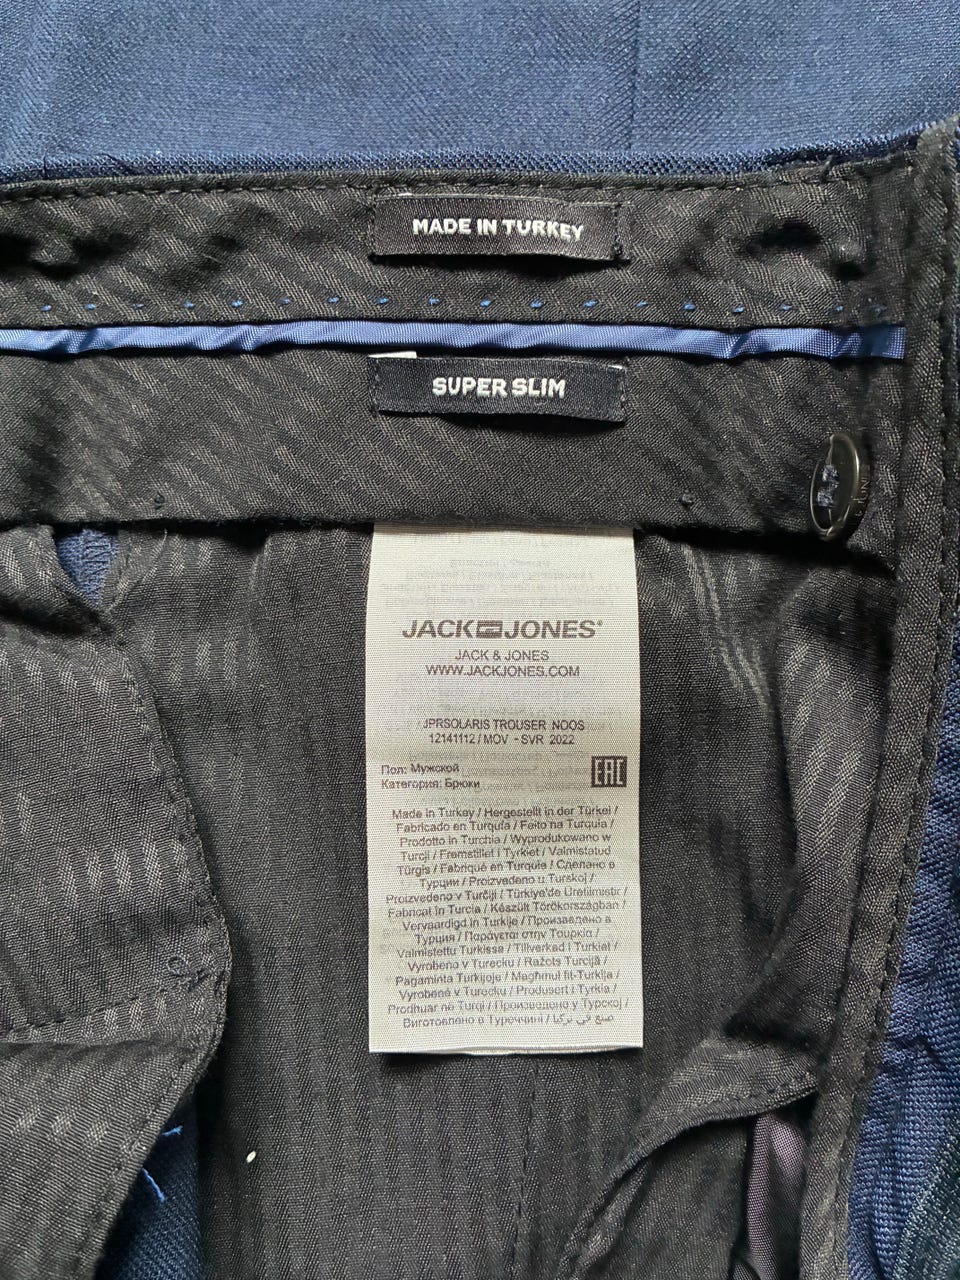 MADE IN TURKEY
SUPER SLIM
JACK JONES®
JACK & JONES
WWW.JACKJONES.COM
JPRSOLARIS TROUSER NOOS
12141112 / MOV - SVR 2022
Пол: Мужской
Категория: Брюки
EAC
Made in Turkey / Hergestellt in der Türkei /
Fabricado en Turquía / Feito na Turquia /
Prodotto in Turchia / Wyprodukowano w
Turcji / Fremstillet i Tyrkiet / Valmistatud
Türgis / Fabriqué en Turquie / Сделано в
Турции / Proizvedeno u Turskoj /
Proizvedeno v Turčiji / Türkiye'de Üretilmiştir /
Fabricat în Turcia / Készült Törökországban /
Vervaardigd in Turkije / Произведено в
Турция / Παράγεται στην Τουρκία /
Valmistettu Turkissa / Tillverkad i Turkiet /
Vyrobeno v Turecku / Ražots Turcijā /
Pagaminta Turkijoje / Magħmul fit-Turkija /
Vyrobené v Turecku / Produsert i Tyrkia /
Prodhuar në Turqi / Произведено у Турској /
Виготовлено в Туреччині / صنع في تركيا